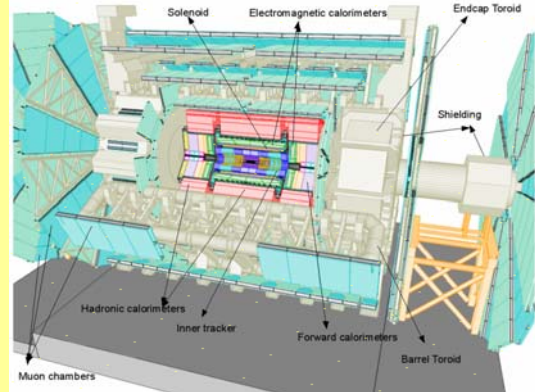 Solenoid
Electromagnetic calorimeters
Endcap Toroid
Shielding
Hadronic calorimeters
Inner tracker
Forward calorimeters
Barrel Toroid
Muon chambers